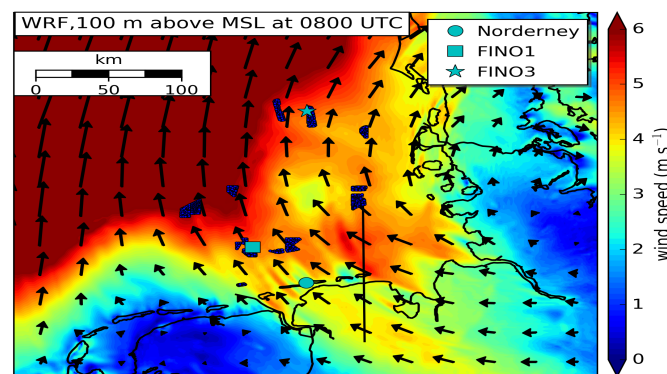 WRF,100 m above MSL at 0800 UTC
Norderney
FINO1
FINO3
km
0 50 100
6
5
4
3
2
1
0
wind speed (m s⁻¹)